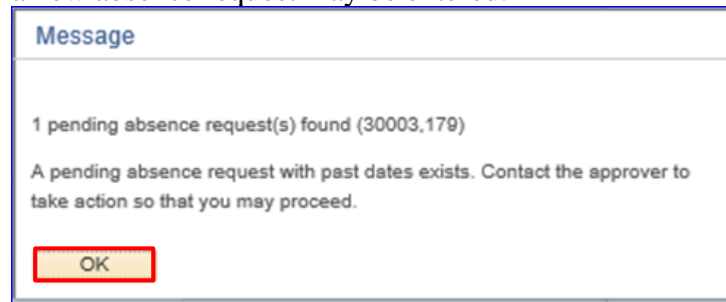 Message
1 pending absence request(s) found (30003,179)
A pending absence request with past dates exists. Contact the approver to
take action so that you may proceed.
OK